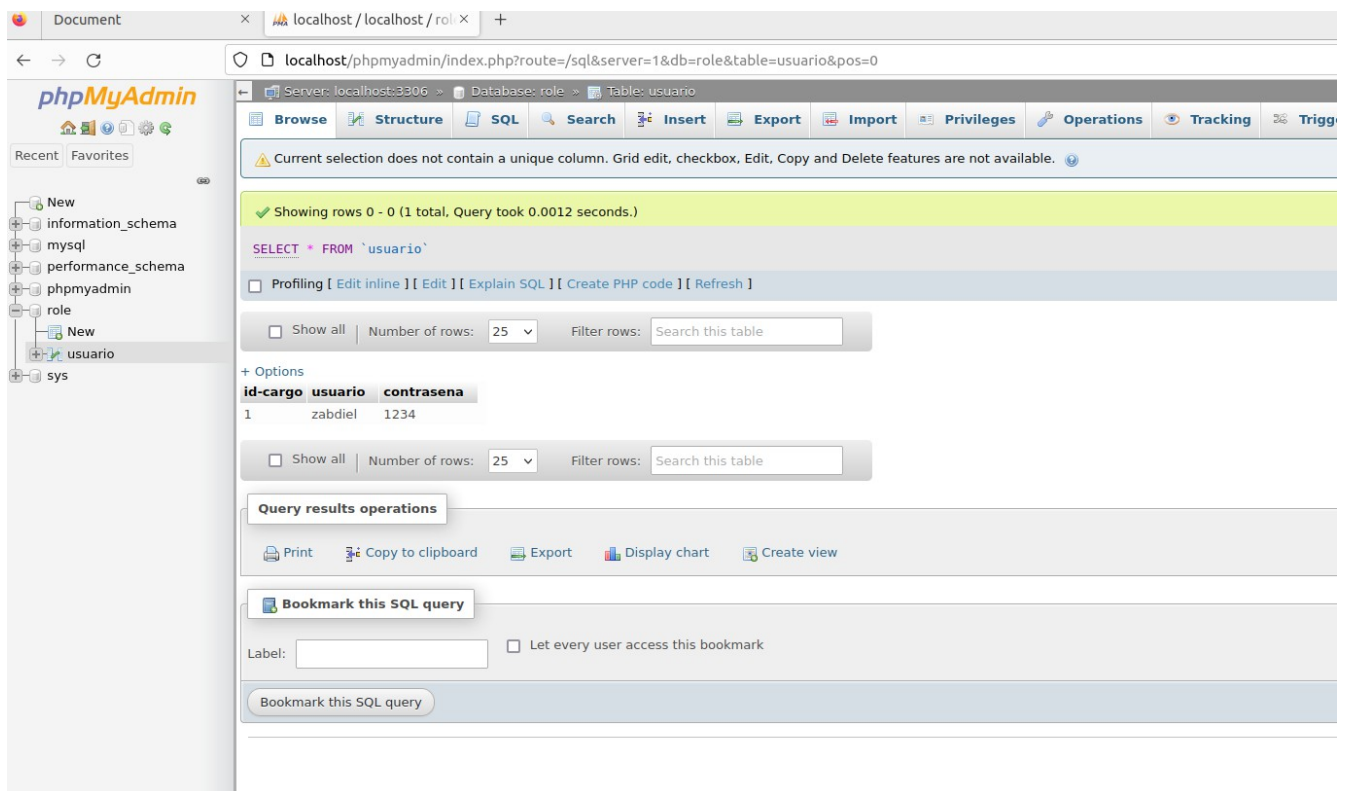 Document × localhost / localhost / rol × +
localhost/phpmyadmin/index.php?route=/sql&server=1&db=role&table=usuario&pos=0
phpMyAdmin
Recent Favorites
New
information_schema
mysql
performance_schema
phpmyadmin
role
New
usuario
sys
Server: localhost:3306 » Database: role » Table: usuario
Browse Structure SQL Search Insert Export Import Privileges Operations Tracking Trigg
Current selection does not contain a unique column. Grid edit, checkbox, Edit, Copy and Delete features are not available.
Showing rows 0 - 0 (1 total, Query took 0.0012 seconds.)
SELECT * FROM `usuario`
Profiling [ Edit inline ] [ Edit ] [ Explain SQL ] [ Create PHP code ] [ Refresh ]
Show all | Number of rows: 25 Filter rows: Search this table
+ Options
id-cargo usuario contrasena
1 zabdiel 1234
Show all | Number of rows: 25 Filter rows: Search this table
Query results operations
Print Copy to clipboard Export Display chart Create view
Bookmark this SQL query
Label: Let every user access this bookmark
Bookmark this SQL query